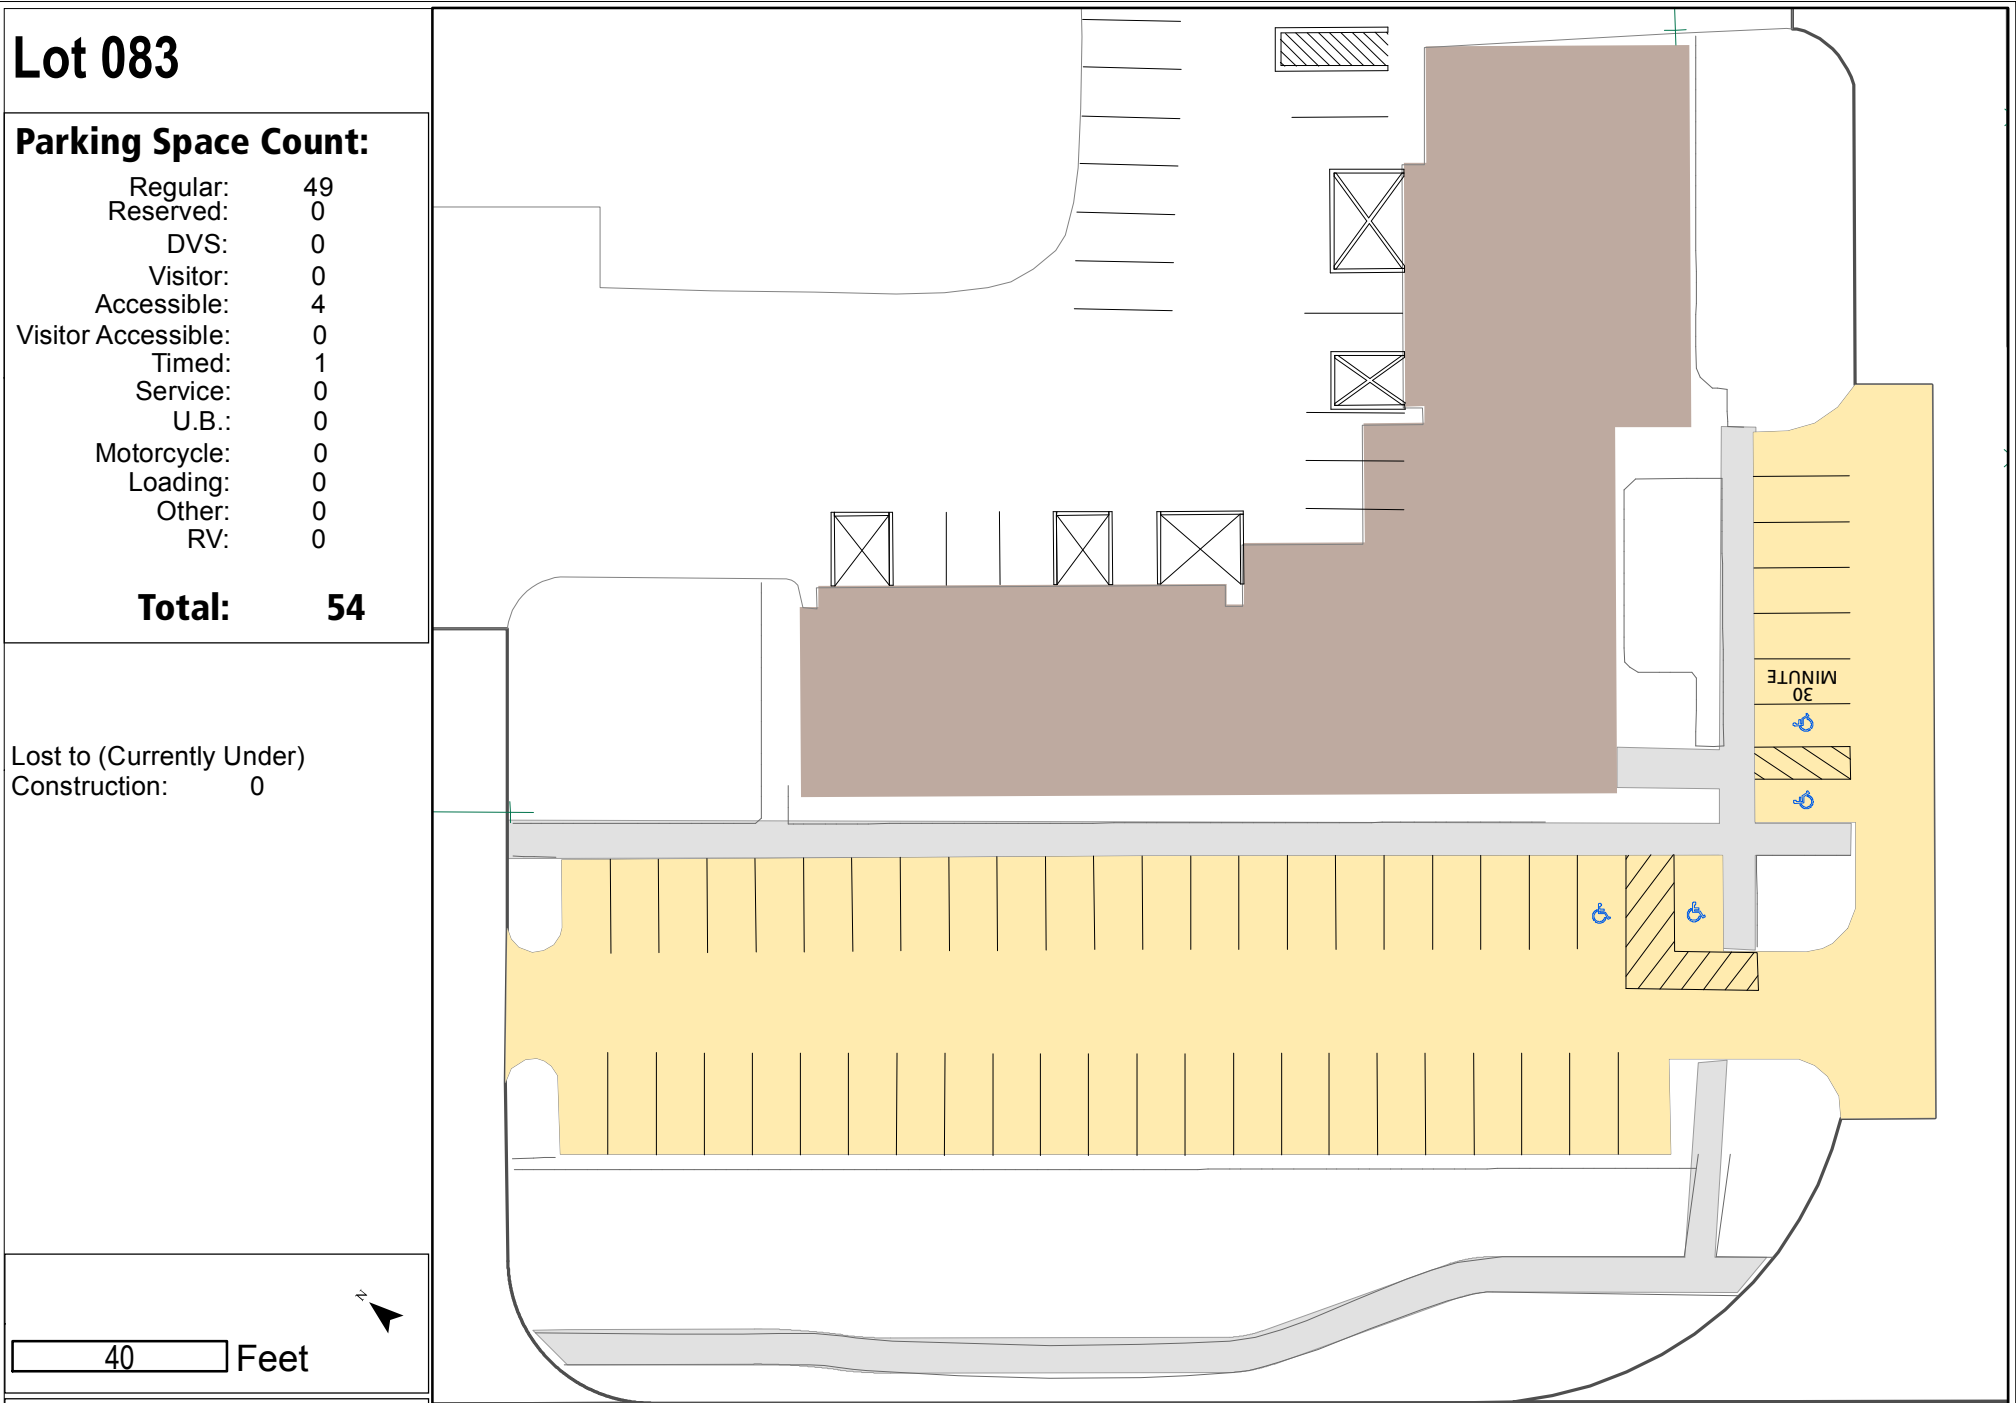 Lot 083
Parking Space Count:
Regular: 49
Reserved: 0
DVS: 0
Visitor: 0
Accessible: 4
Visitor Accessible: 0
Timed: 1
Service: 0
U.B.: 0
Motorcycle: 0
Loading: 0
Other: 0
RV: 0
Total: 54
Lost to (Currently Under)
Construction: 0
N
40 Feet
30
MINUTE